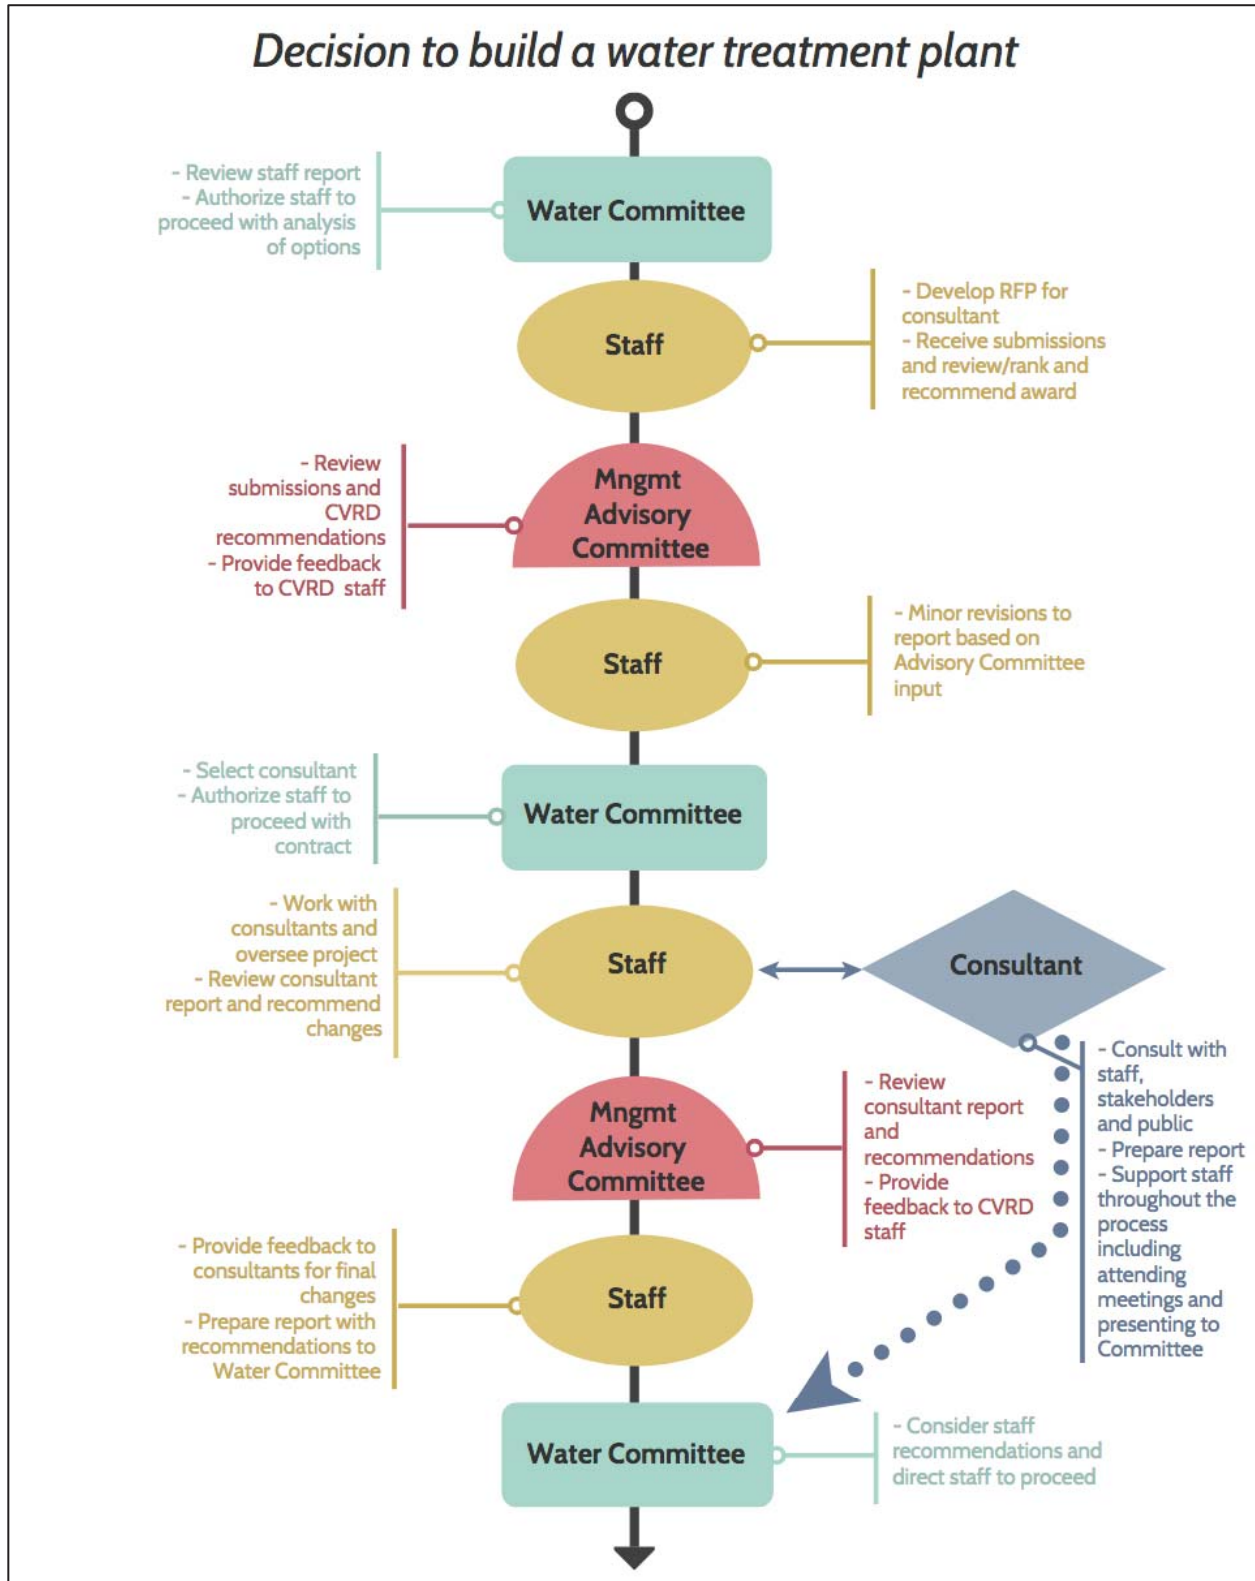 Decision to build a water treatment plant
- Review staff report
- Authorize staff to
proceed with analysis
of options
Water Committee
Staff
- Develop RFP for
consultant
- Receive submissions
and review/rank and
recommend award
- Review
submissions and
CVRD
recommendations
- Provide feedback
to CVRD staff
Mngmt
Advisory
Committee
Staff
- Minor revisions to
report based on
Advisory Committee
input
- Select consultant
- Authorize staff to
proceed with
contract
Water Committee
- Work with
consultants and
oversee project
- Review consultant
report and recommend
changes
Staff
Consultant
- Consult with
staff,
stakeholders
and public
- Prepare report
- Support staff
throughout the
process
including
attending
meetings and
presenting to
Committee
Mngmt
Advisory
Committee
- Review
consultant report
and
recommendations
- Provide
feedback to CVRD
staff
- Provide feedback to
consultants for final
changes
- Prepare report with
recommendations to
Water Committee
Staff
Water Committee
- Consider staff
recommendations and
direct staff to proceed